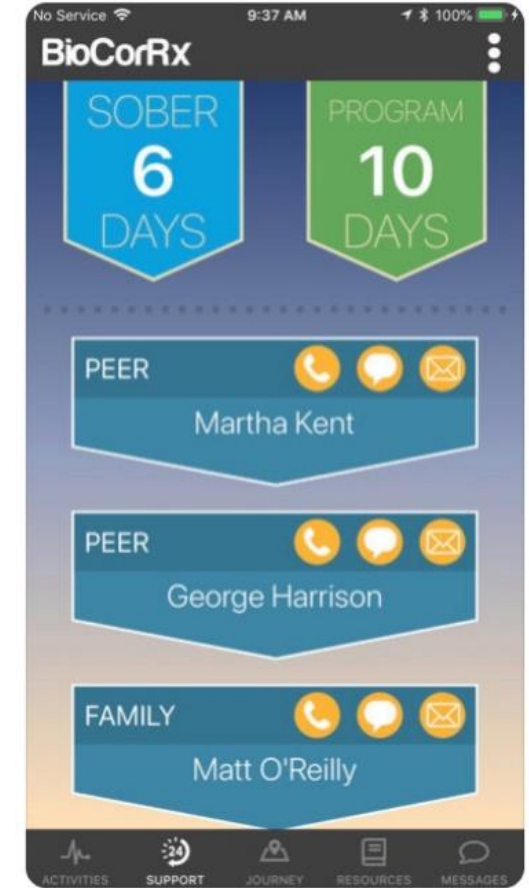 No Service 9:37 AM 100%
BioCorRx
SOBER
6
DAYS
PROGRAM
10
DAYS
PEER
Martha Kent
PEER
George Harrison
FAMILY
Matt O'Reilly
24
ACTIVITIES SUPPORT JOURNEY RESOURCES MESSAGES